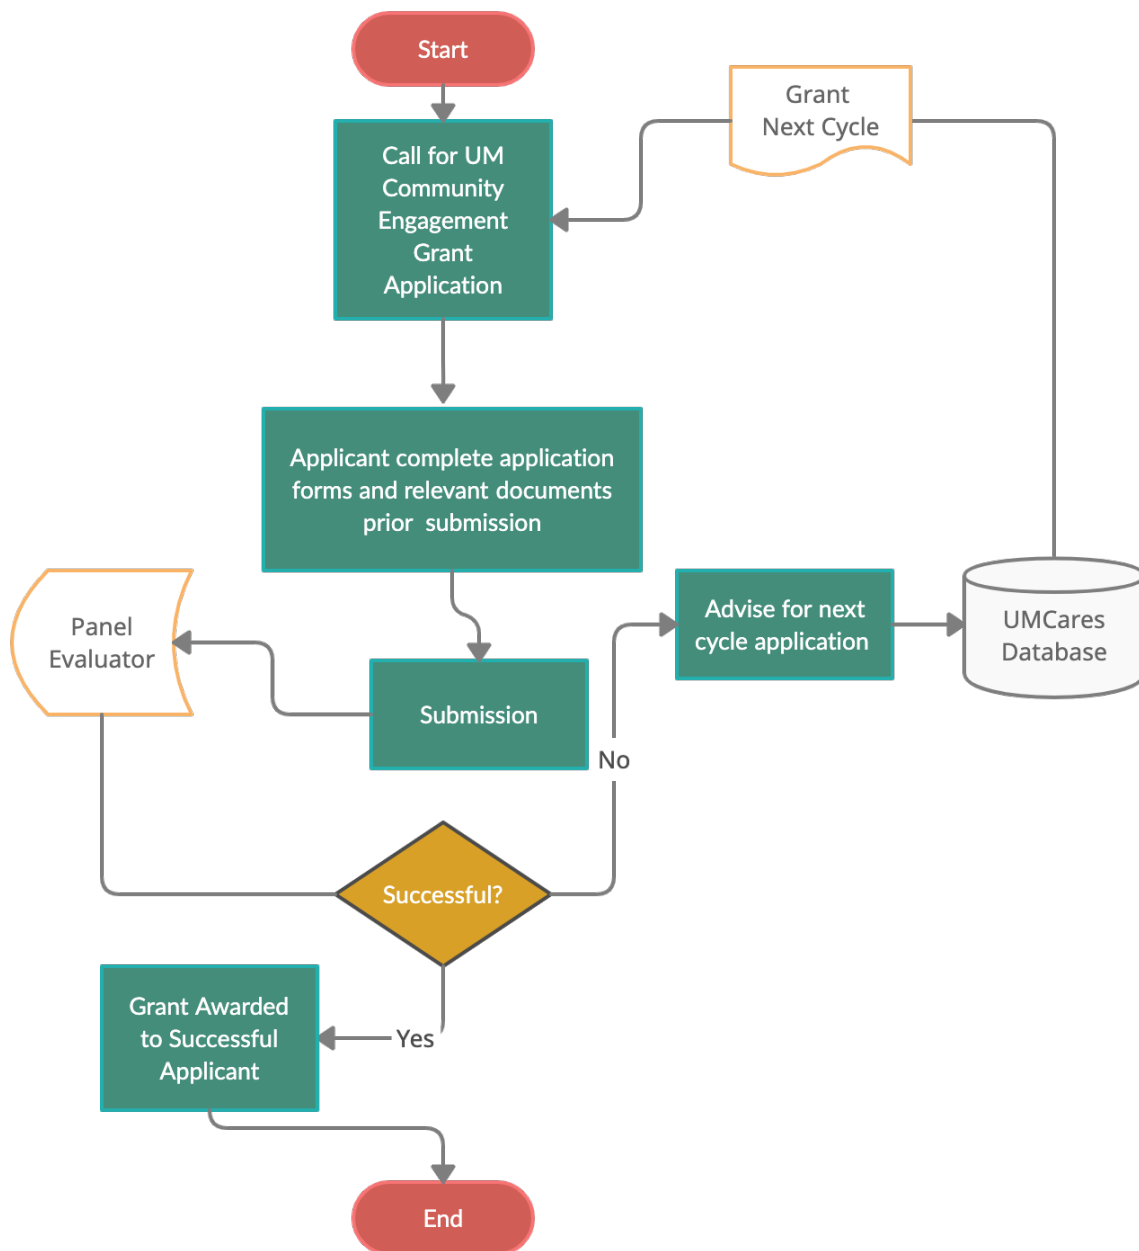 Start
Grant
Next Cycle
Call for UM
Community
Engagement
Grant
Application
Applicant complete application
forms and relevant documents
prior submission
Panel
Evaluator
Advise for next
cycle application
UMCares
Database
Submission
No
Successful?
Grant Awarded
to Successful
Applicant
Yes
End